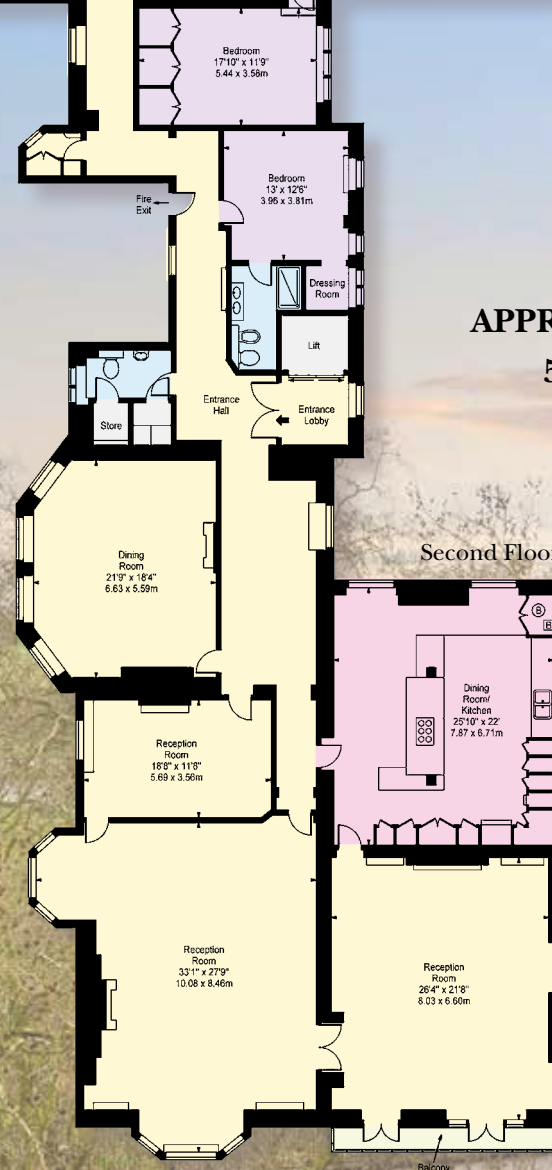 Bedroom
17'10" x 11'9"
5.44 x 3.58m
Bedroom
13' x 12'6"
3.96 x 3.81m
Fire
Exit
Dressing
Room
Lift
Entrance
Hall
Entrance
Lobby
Store
Dining
Room
21'9" x 18'4"
6.63 x 5.59m
Second Floo
B
B
Dining
Room/
Kitchen
25'10" x 22'
7.87 x 6.71m
Reception
Room
18'8" x 11'8"
5.69 x 3.56m
Reception
Room
33'1" x 27'9"
10.08 x 8.46m
Reception
Room
26'4" x 21'8"
8.03 x 6.60m
Balcony
APPR
5